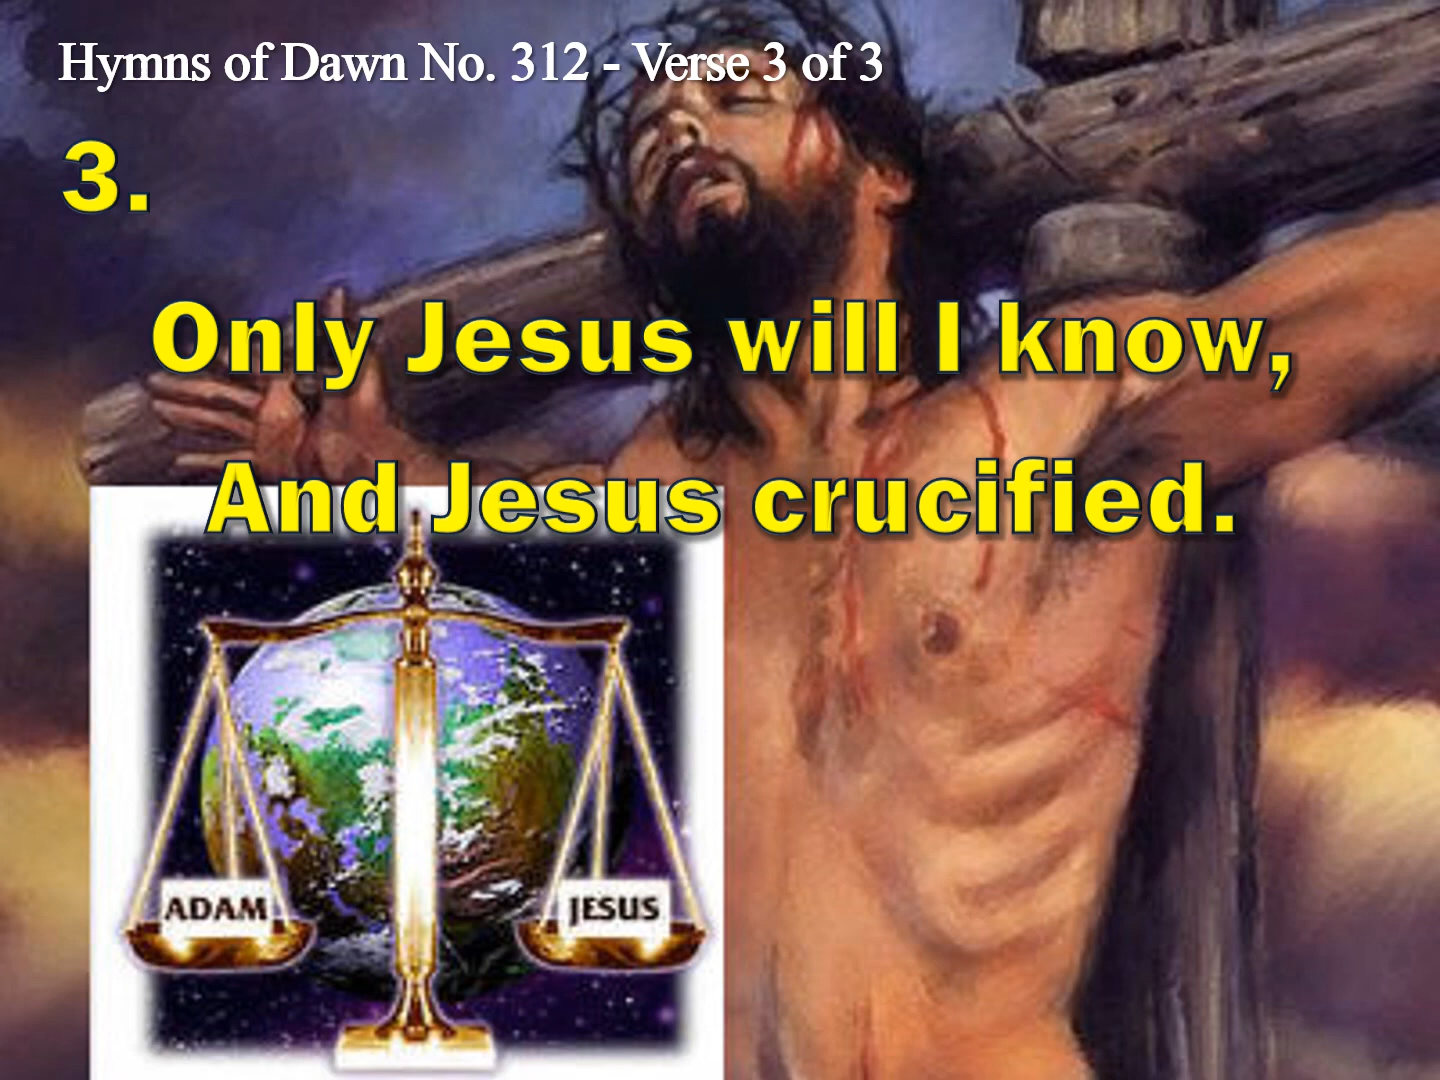 Hymns of Dawn No. 312 - Verse 3 of 3
3.
Only Jesus will I know,
And Jesus crucified.
ADAM
JESUS